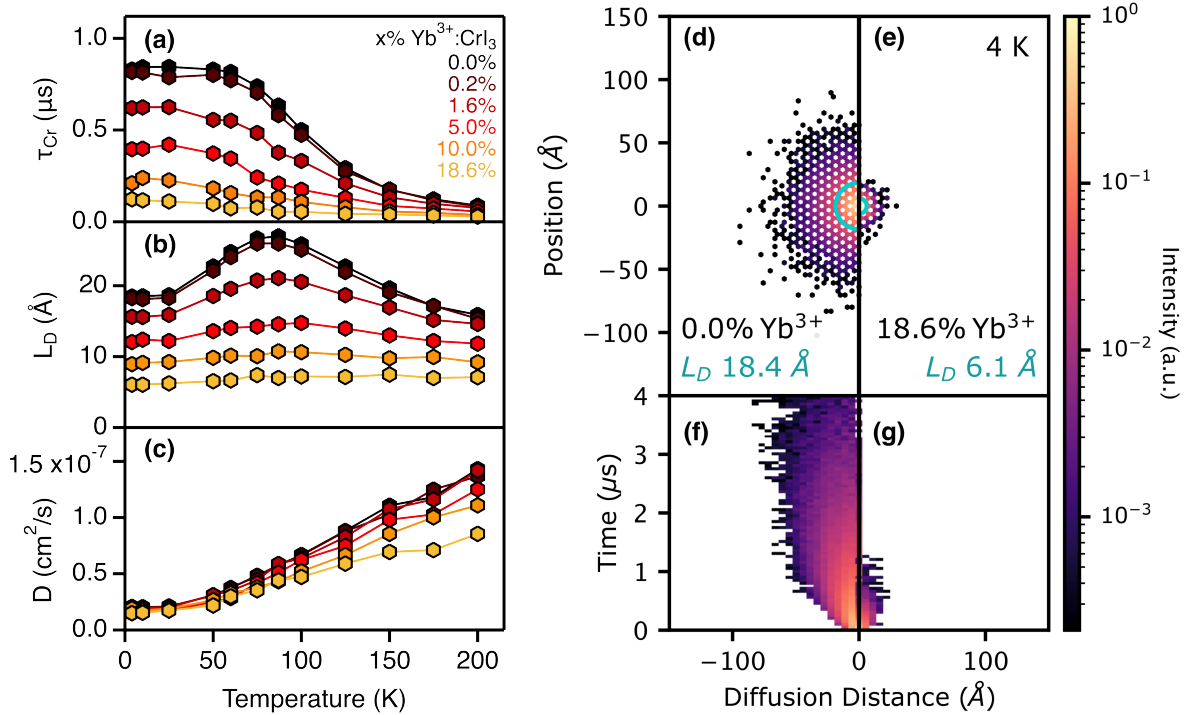 (a)
x% Yb³⁺:CrI₃
0.0%
0.2%
1.6%
5.0%
10.0%
18.6%
1.0
0.5
0.0
τCr (μs)
(b)
20
10
0
L_D (Å)
(c)
1.5 x10⁻⁷
1.0
0.5
0.0
D (cm²/s)
0 50 100 150 200
Temperature (K)
(d)
(e)
4 K
150
100
50
0
−50
−100
Position (Å)
0.0% Yb³⁺
L_D 18.4 Å
18.6% Yb³⁺
L_D 6.1 Å
(f)
(g)
4
3
2
1
0
Time (μs)
−100 0 100
Diffusion Distance (Å)
10⁰
10⁻¹
10⁻²
10⁻³
Intensity (a.u.)